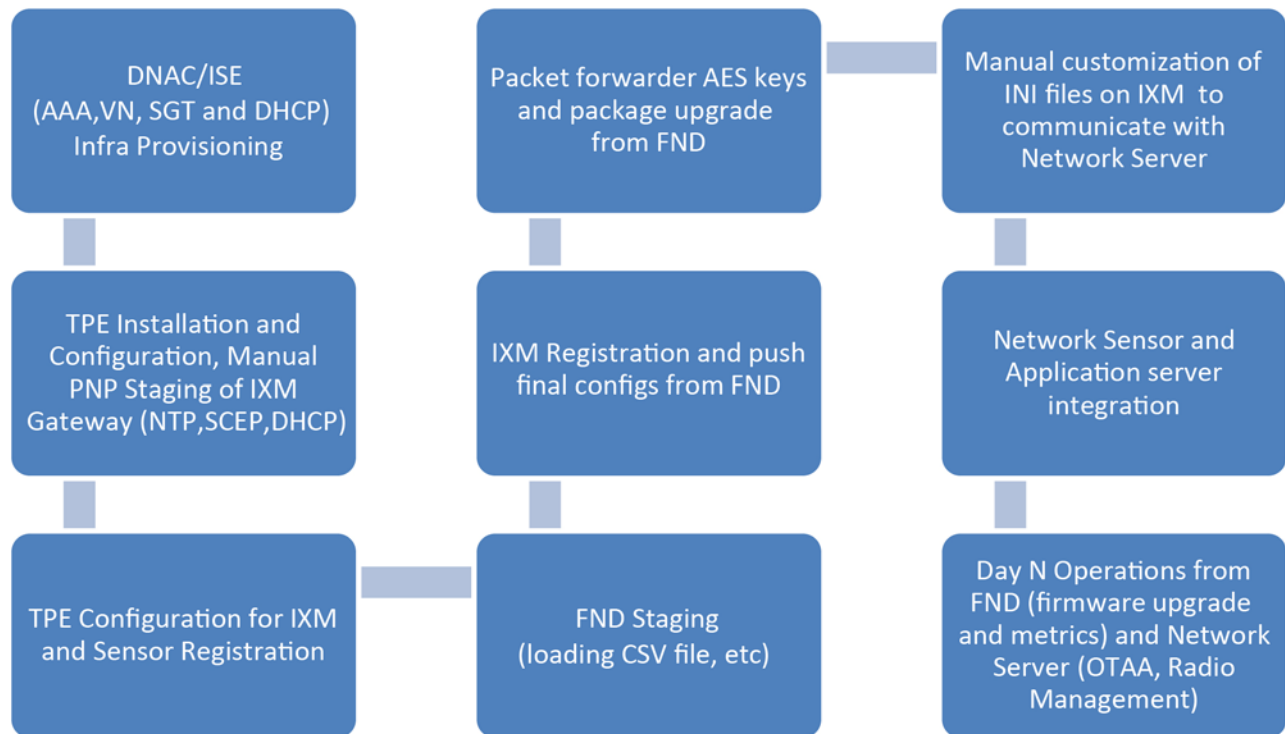 DNAC/ISE
(AAA,VN, SGT and DHCP)
Infra Provisioning
TPE Installation and
Configuration, Manual
PNP Staging of IXM
Gateway (NTP,SCEP,DHCP)
TPE Configuration for IXM
and Sensor Registration
FND Staging
(loading CSV file, etc)
IXM Registration and push
final configs from FND
Packet forwarder AES keys
and package upgrade
from FND
Manual customization of
INI files on IXM to
communicate with
Network Server
Network Sensor and
Application server
integration
Day N Operations from
FND (firmware upgrade
and metrics) and Network
Server (OTAA, Radio
Management)